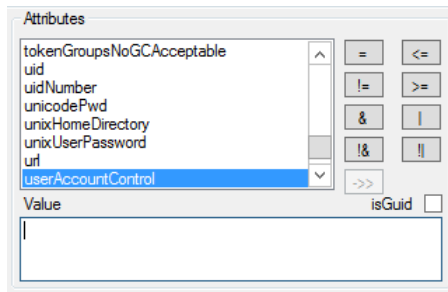 Attributes
tokenGroupsNoGCAcceptable
uid
uidNumber
unicodePwd
unixHomeDirectory
unixUserPassword
url
userAccountControl
= <=
!= >=
& |
!& !|
->>
Value isGuid